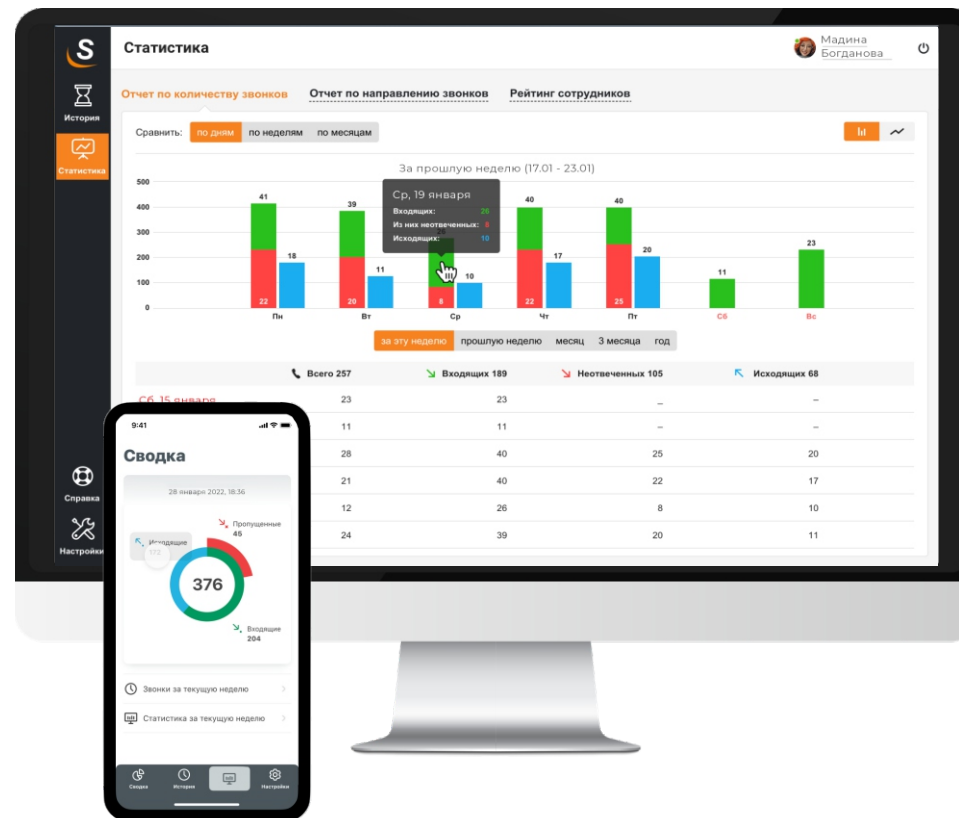 S
Статистика
Мадина
Богданова
История
Статистика
Справка
Настройки
Отчет по количеству звонков Отчет по направлению звонков Рейтинг сотрудников
Сравнить: по дням по неделям по месяцам
За прошлую неделю (17.01 - 23.01)
500
400
300
200
100
0
41
18
22
39
11
20
Ср, 19 января
Входящих: 26
Из них неотвеченных: 8
Исходящих: 10
26
10
8
40
17
22
40
20
25
11
23
Пн Вт Ср Чт Пт Сб Вс
за эту неделю прошлую неделю месяц 3 месяца год
Всего 257 Входящих 189 Неотвеченных 105 Исходящих 68
Сб, 15 января 23 23 – –
11 11 – –
28 40 25 20
21 40 22 17
12 26 8 10
24 39 20 11
9:41
Сводка
28 января 2022, 18:36
Пропущенные
45
Исходящие
172
376
Входящие
204
Звонки за текущую неделю
Статистика за текущую неделю
Сводка История Настройки